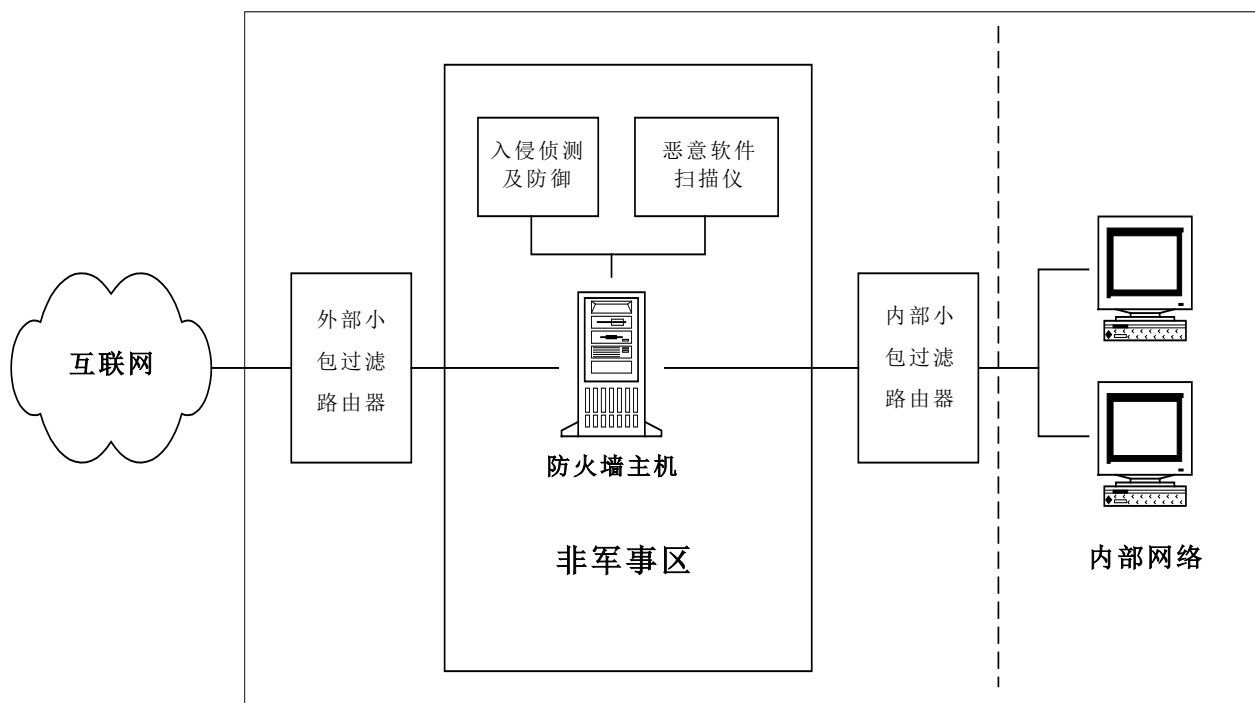 入侵侦测
及防御
恶意软件
扫描仪
互联网
外部小
包过滤
路由器
防火墙主机
非军事区
内部小
包过滤
路由器
内部网络